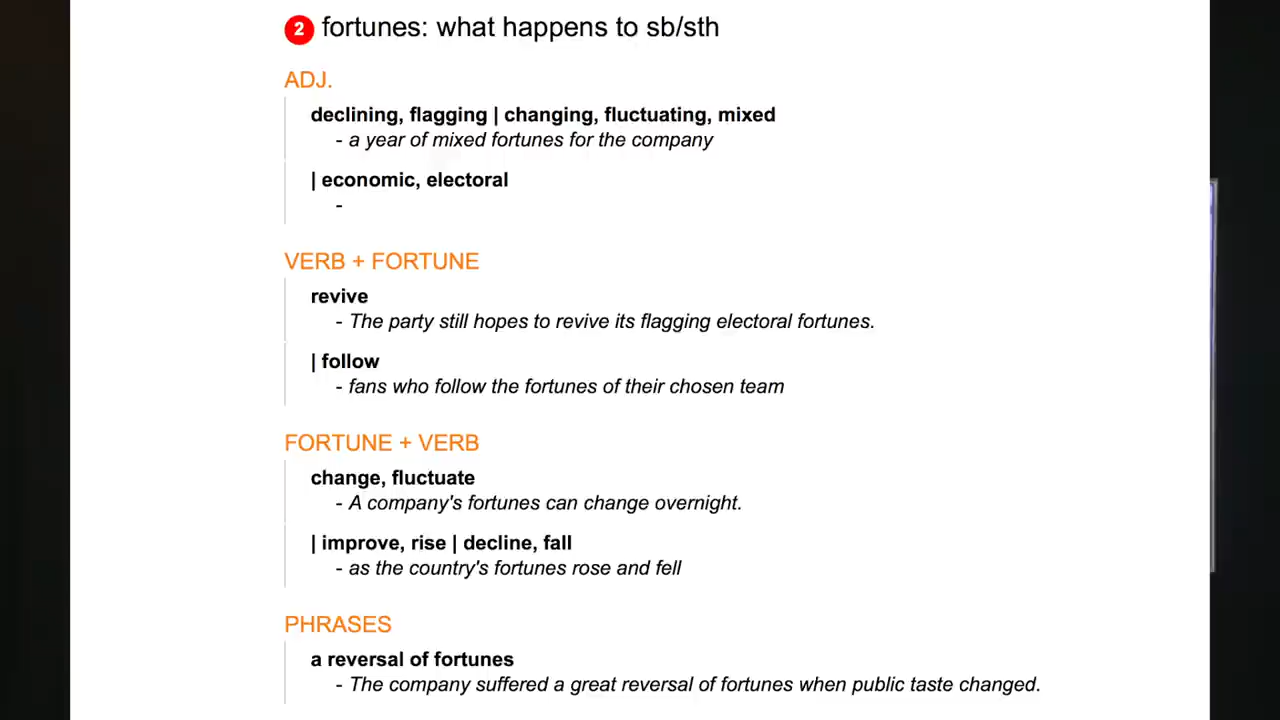 2 fortunes: what happens to sb/sth
ADJ.
declining, flagging | changing, fluctuating, mixed
- a year of mixed fortunes for the company
| economic, electoral
-
VERB + FORTUNE
revive
- The party still hopes to revive its flagging electoral fortunes.
| follow
- fans who follow the fortunes of their chosen team
FORTUNE + VERB
change, fluctuate
- A company's fortunes can change overnight.
| improve, rise | decline, fall
- as the country's fortunes rose and fell
PHRASES
a reversal of fortunes
- The company suffered a great reversal of fortunes when public taste changed.